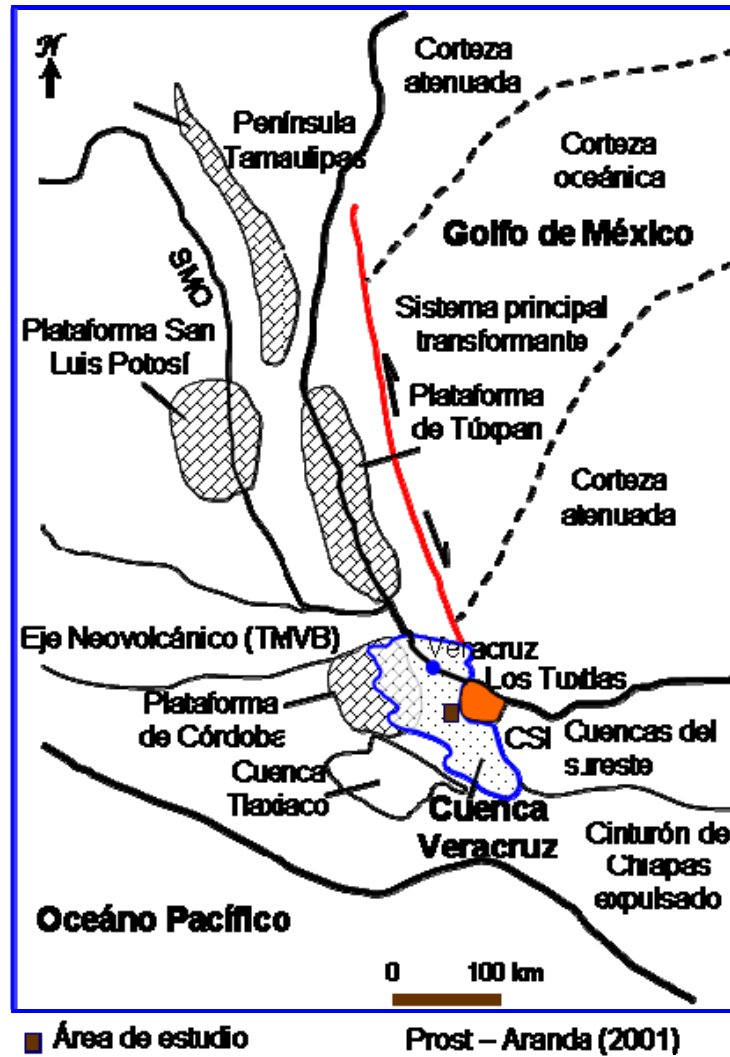 N
Corteza
atenuada
Península
Tamaulipas
Corteza
oceánica
Golfo de México
SMO
Plataforma San
Luis Potosí
Sistema principal
transformante
Plataforma
de Túxpan
Corteza
atenuada
Eje Neovolcánico (TMVB)
Veracruz
Los Tuxtlas
Plataforma
de Córdoba
CSI
Cuencas del
sureste
Cuenca
Tlaxiaco
Cuenca
Veracruz
Cinturón de
Chiapas
expulsado
Oceáno Pacífico
0 100 km
Área de estudio
Prost – Aranda (2001)